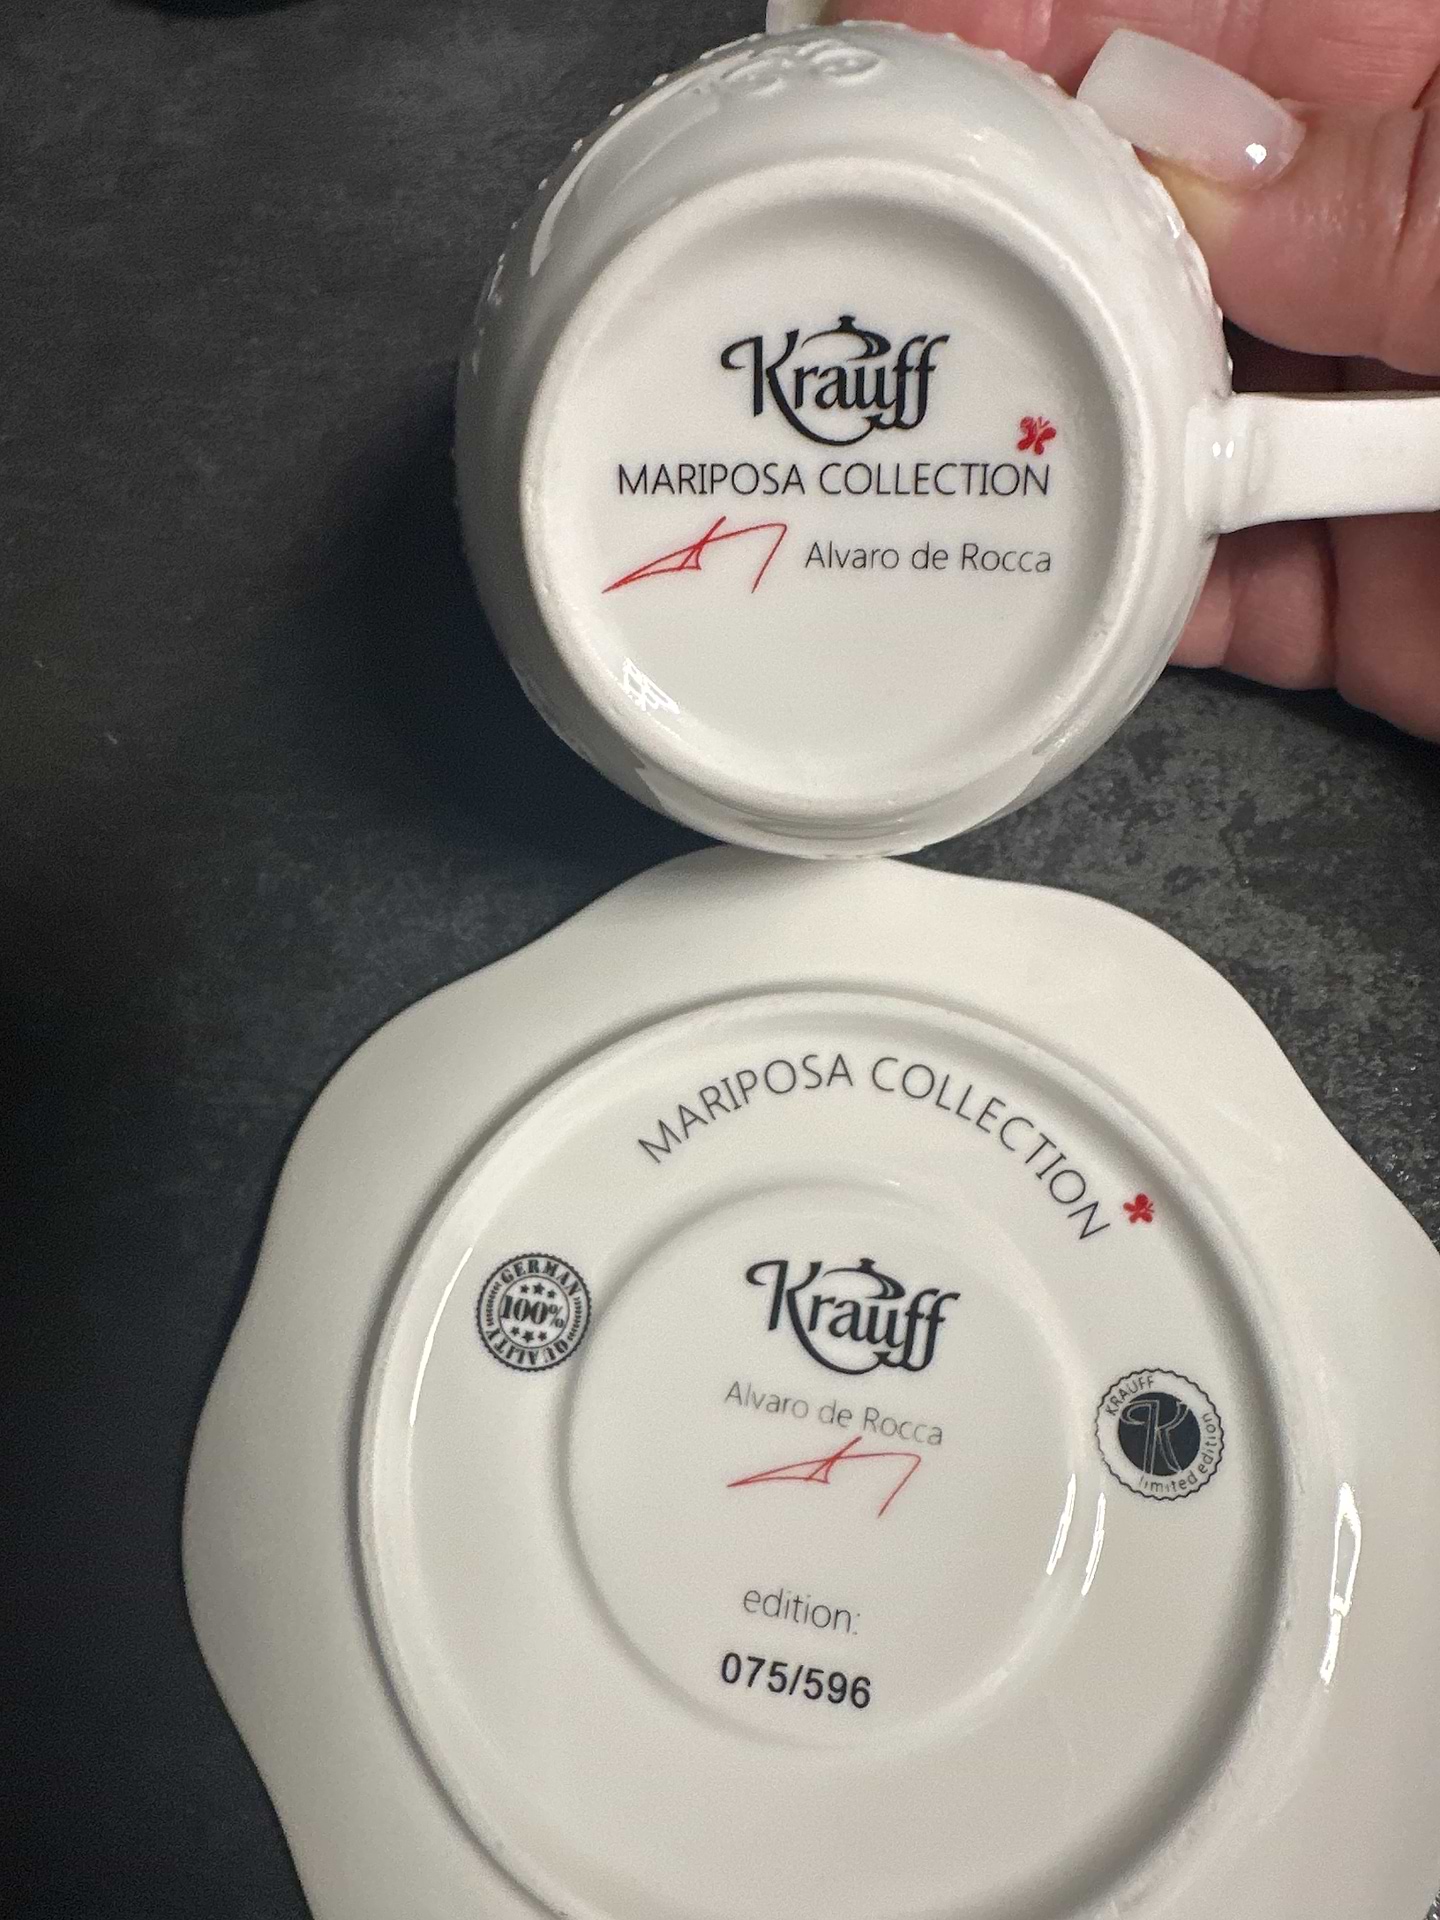 Krauff
MARIPOSA COLLECTION
Alvaro de Rocca
MARIPOSA COLLECTION
GERMAN
100%
QUALITY
Krauff
Alvaro de Rocca
KRAUFF
K
limited edition
edition:
075/596